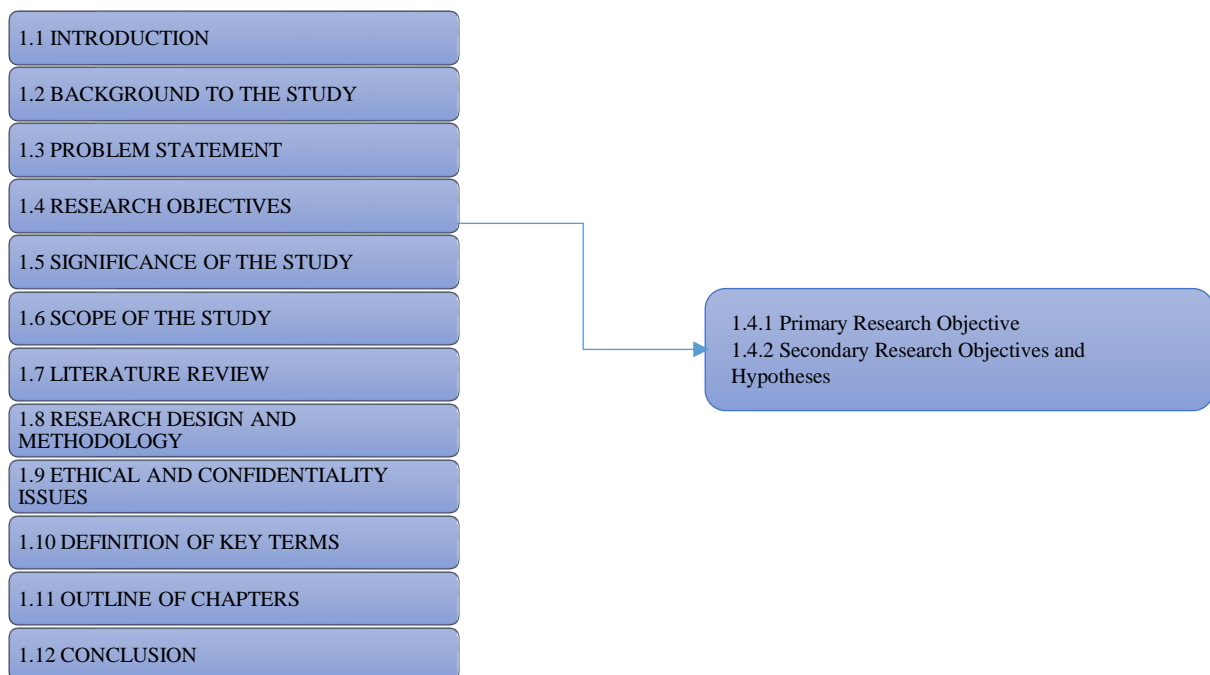 1.1 INTRODUCTION
1.2 BACKGROUND TO THE STUDY
1.3 PROBLEM STATEMENT
1.4 RESEARCH OBJECTIVES
1.5 SIGNIFICANCE OF THE STUDY
1.6 SCOPE OF THE STUDY
1.7 LITERATURE REVIEW
1.8 RESEARCH DESIGN AND
METHODOLOGY
1.9 ETHICAL AND CONFIDENTIALITY
ISSUES
1.10 DEFINITION OF KEY TERMS
1.11 OUTLINE OF CHAPTERS
1.12 CONCLUSION
1.4.1 Primary Research Objective
1.4.2 Secondary Research Objectives and
Hypotheses